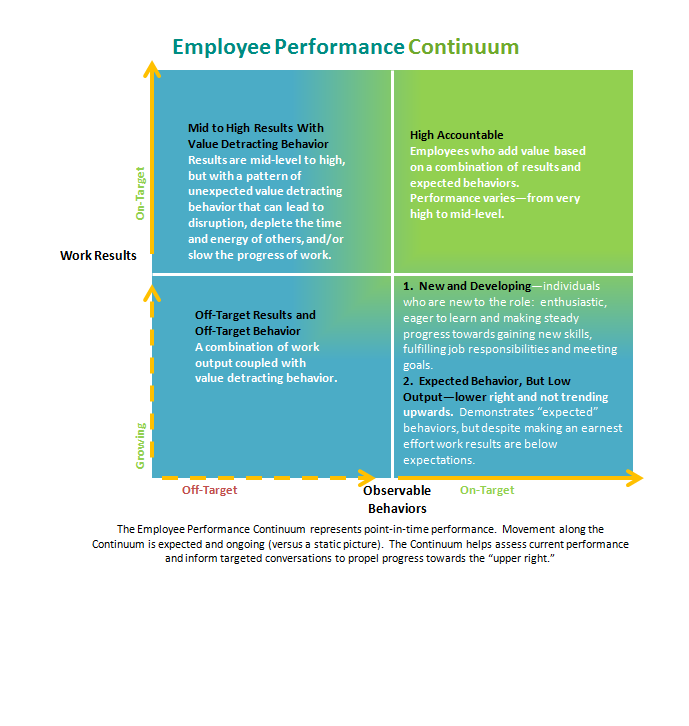 Employee Performance Continuum
Mid to High Results With
Value Detracting Behavior
Results are mid-level to high,
but with a pattern of
unexpected value detracting
behavior that can lead to
disruption, deplete the time
and energy of others, and/or
slow the progress of work.
High Accountable
Employees who add value based
on a combination of results and
expected behaviors.
Performance varies—from very
high to mid-level.
On-Target
Work Results
Off-Target Results and
Off-Target Behavior
A combination of work
output coupled with
value detracting behavior.
1. New and Developing—individuals
who are new to the role: enthusiastic,
eager to learn and making steady
progress towards gaining new skills,
fulfilling job responsibilities and meeting
goals.
2. Expected Behavior, But Low
Output—lower right and not trending
upwards. Demonstrates “expected”
behaviors, but despite making an earnest
effort work results are below
expectations.
Growing
Off-Target
Observable
Behaviors
On-Target
The Employee Performance Continuum represents point-in-time performance. Movement along the
Continuum is expected and ongoing (versus a static picture). The Continuum helps assess current performance
and inform targeted conversations to propel progress towards the “upper right.”